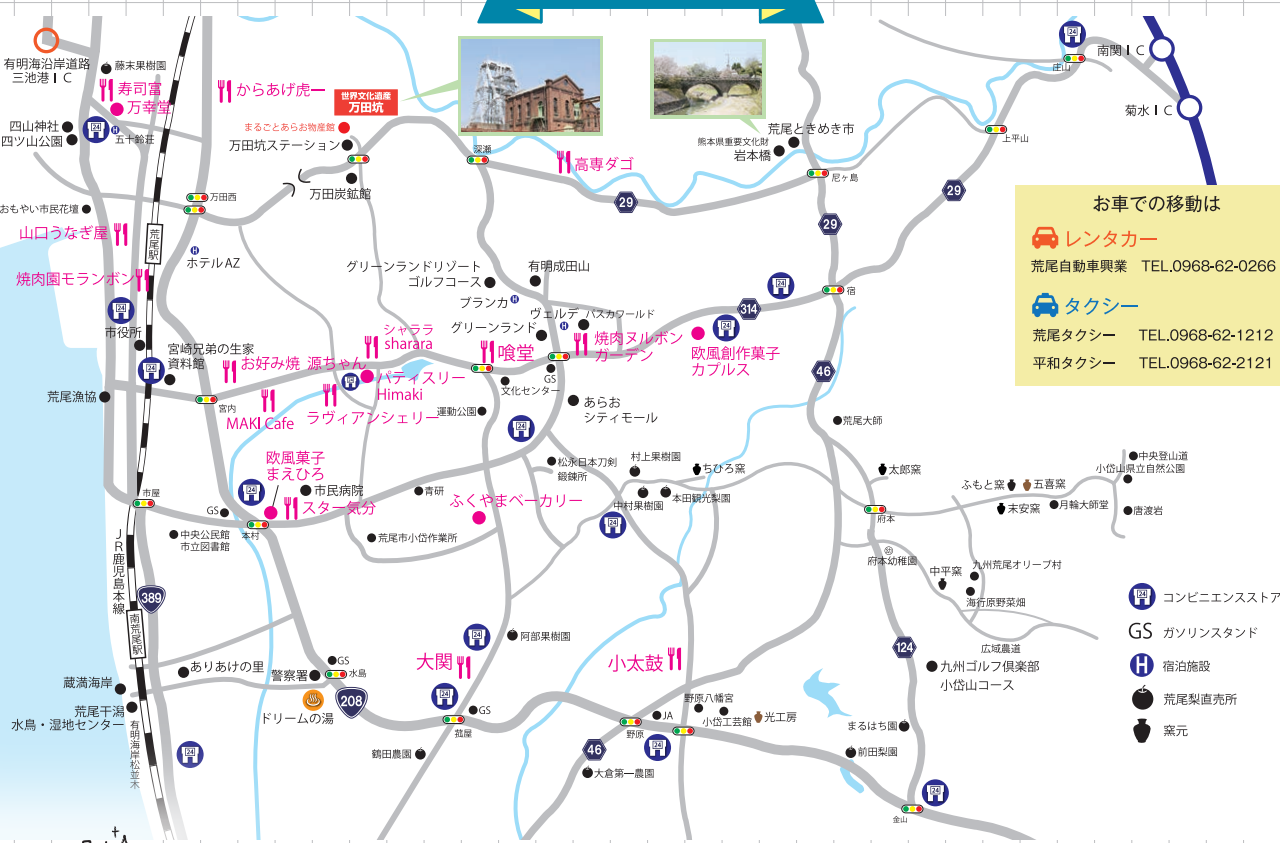 有明海沿岸道路
三池港ＩＣ
藤末果樹園
寿司富
万幸堂
からあげ虎一
世界文化遺産
万田坑
まるごとあらお物産館
万田坑ステーション
万田炭鉱館
四山神社
四ツ山公園
五十鈴荘
万田西
おもやい市民花壇
山口うなぎ屋
荒尾駅
焼肉園モランボン
ホテルAZ
市役所
宮崎兄弟の生家
資料館
荒尾漁協
宮内
お好み焼 源ちゃん
MAKI Cafe
シャララ
sharara
パティスリー
Himaki
ラヴィアンシェリー
深瀬
高専ダゴ
29
熊本県重要文化財
岩本橋
荒尾ときめき市
尼ヶ島
29
上平山
29
庄山
南関ＩＣ
菊水ＩＣ
お車での移動は
レンタカー
荒尾自動車興業 TEL.0968-62-0266
タクシー
荒尾タクシー TEL.0968-62-1212
平和タクシー TEL.0968-62-2121
グリーンランドリゾート
ゴルフコース
有明成田山
ブランカ
ヴェルデ
パスカワールド
グリーンランド
喰堂
焼肉ヌルボン
ガーデン
GS
文化センター
運動公園
あらお
シティモール
欧風創作菓子
カプルス
314
宿
46
荒尾大師
欧風菓子
まえひろ
市民病院
スター気分
GS
本村
市屋
中央公民館
市立図書館
青研
荒尾市小岱作業所
ふくやまベーカリー
松永日本刀剣
鍛錬所
村上果樹園
中村果樹園
本田観光梨園
ちひろ窯
太郎窯
府本
府本幼稚園
ふもと窯
五喜窯
末安窯
月輪大師堂
中央登山道
小岱山県立自然公園
唐渡岩
中平窯
九州荒尾オリーブ村
海行原野菜畑
広域農道
ＪＲ鹿児島本線
389
南荒尾駅
ありあけの里
蔵満海岸
荒尾干潟
水鳥・湿地センター
有明海岸松並木
警察署
GS
水島
ドリームの湯
208
大関
阿部果樹園
GS
菰屋
鶴田農園
小太鼓
野原八幡宮
JA
野原
小岱工芸館
光工房
46
大倉第一農園
124
九州ゴルフ倶楽部
小岱山コース
まるはち園
前田梨園
金山
コンビニエンスストア
GS ガソリンスタンド
H 宿泊施設
荒尾梨直売所
窯元